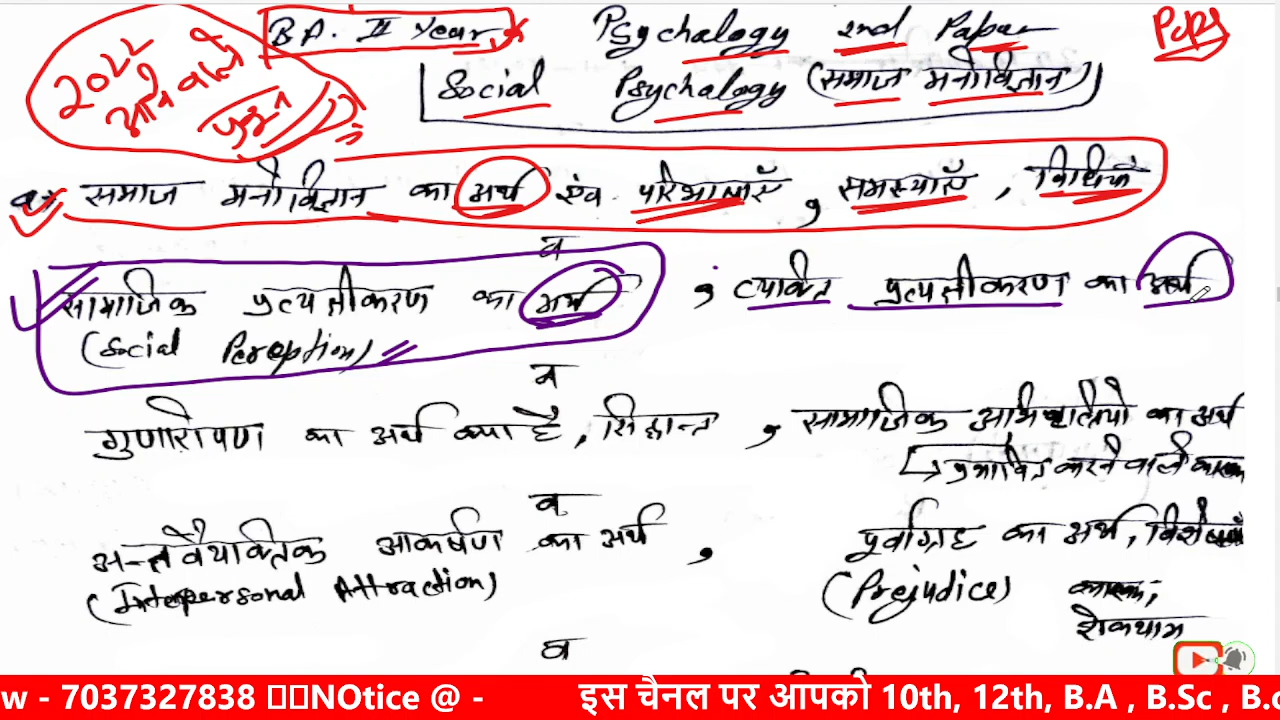 2022
आने वाले
प्रश्न
B.A. II Year
Psychology 2nd Paper
Social Psychology (समाज मनोविज्ञान)
समाज मनोविज्ञान का अर्थ एंव परिभाषाएँ, समस्याएँ, विधियाँ
व
सामाजिक प्रत्यक्षीकरण का अर्थ ; व्यक्ति प्रत्यक्षीकरण का अर्थ
(Social Perception)
व
गुणारोपण का अर्थ क्या है, सिद्धान्त, सामाजिक अभिवृत्तियों का अर्थ
प्रभावित करने वाले कारक
व
अन्तर्वैयक्तिक आकर्षण का अर्थ, पूर्वाग्रह का अर्थ, विशेषताएँ
(Interpersonal Attraction) (Prejudice) कारक,
रोकथाम
व
w - 7037327838 NOtice @ - इस चैनल पर आपको 10th, 12th, B.A , B.Sc , B.c